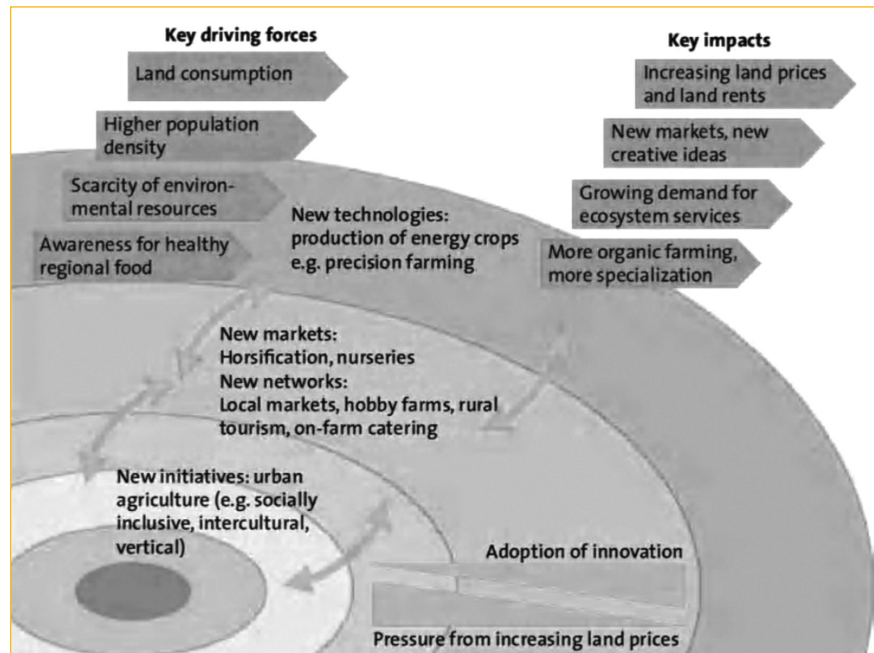 Key driving forces
Land consumption
Higher population
density
Scarcity of environ-
mental resources
Awareness for healthy
regional food
Key impacts
Increasing land prices
and land rents
New markets, new
creative ideas
Growing demand for
ecosystem services
More organic farming,
more specialization
New technologies:
production of energy crops
e.g. precision farming
New markets:
Horsification, nurseries
New networks:
Local markets, hobby farms, rural
tourism, on-farm catering
New initiatives: urban
agriculture (e.g. socially
inclusive, intercultural,
vertical)
Adoption of innovation
Pressure from increasing land prices